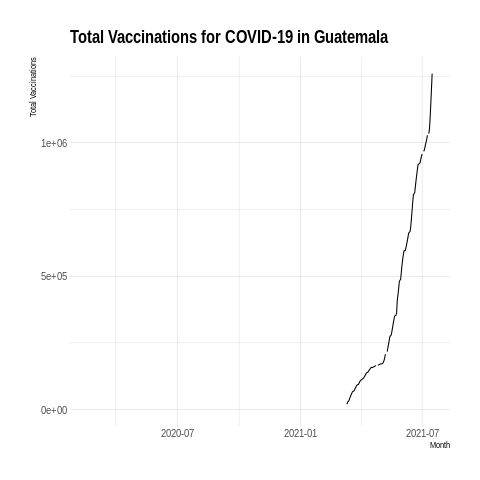 Total Vaccinations for COVID-19 in Guatemala
Total Vaccinations
1e+06
5e+05
0e+00
2020-07 2021-01 2021-07
Month